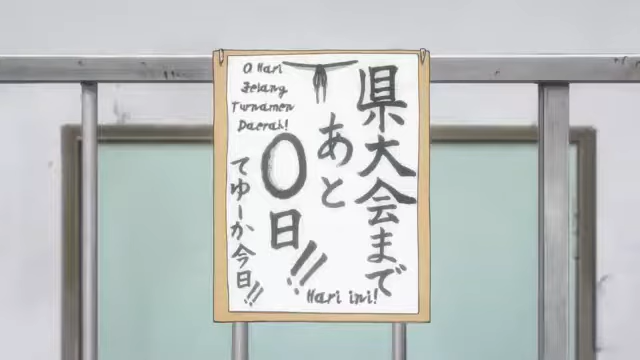 県大会まで
あと
0日!!
てゆーか今日!!
0 Hari
Jelang
Turnamen
Daerah!
Hari ini!